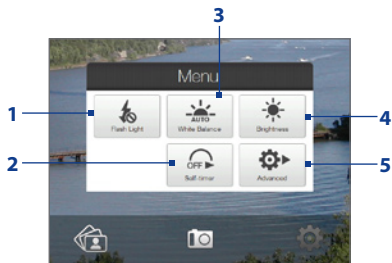 3
Menu
1
AUTO
4
Flash Light
White Balance
Brightness
2
OFF
5
Self-timer
Advanced